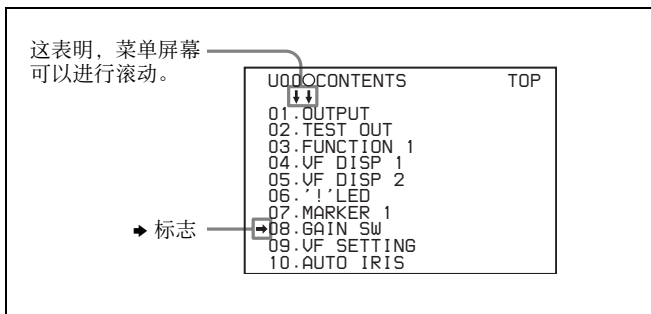 这表明，菜单屏幕
可以进行滚动。
U00○CONTENTS TOP
01.OUTPUT
02.TEST OUT
03.FUNCTION 1
04.VF DISP 1
05.VF DISP 2
06.'!'LED
07.MARKER 1
➡ 标志
➡08.GAIN SW
09.VF SETTING
10.AUTO IRIS